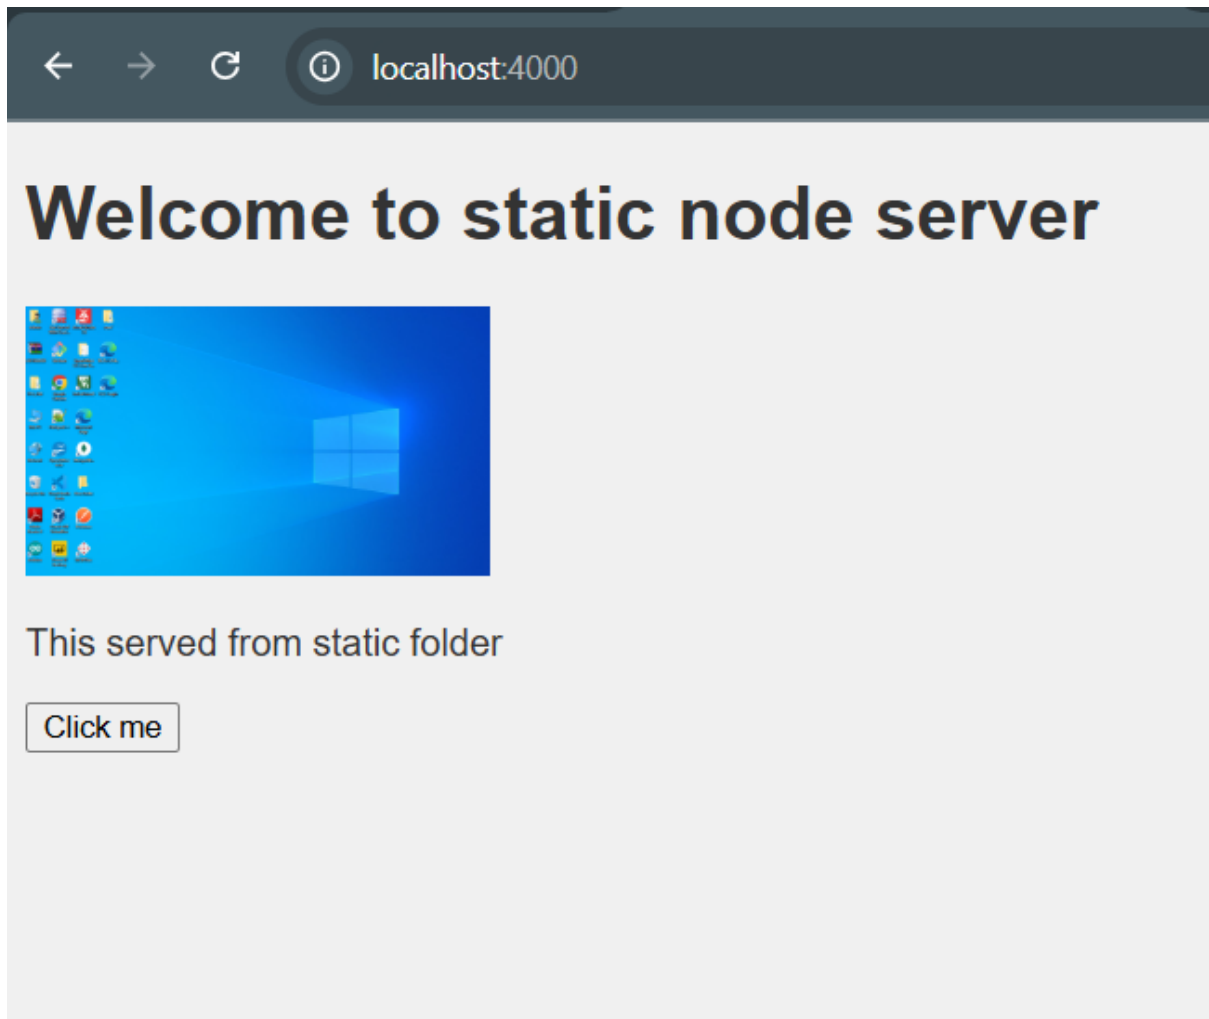 localhost:4000
Welcome to static node server
This served from static folder
Click me